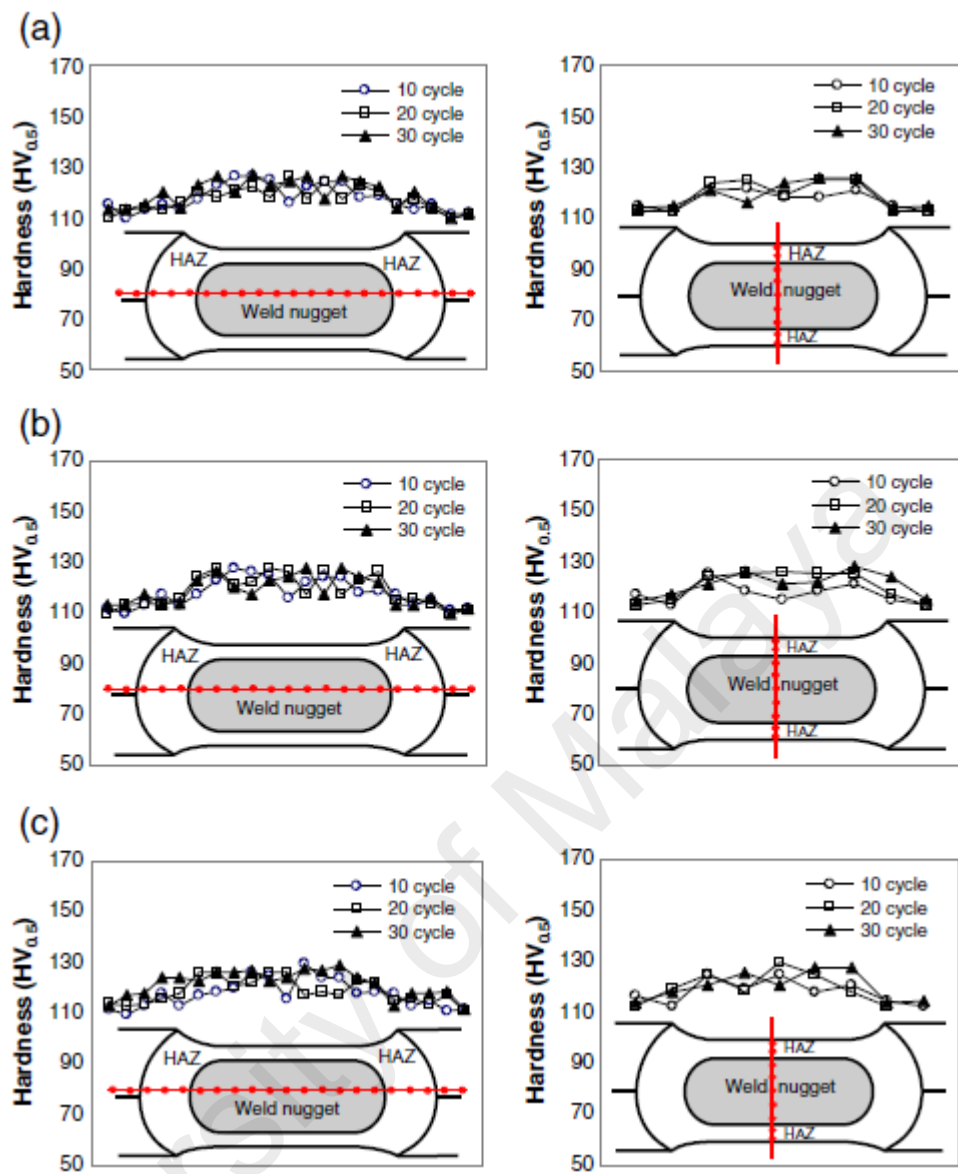 (a)
Hardness (HV0.5)
170
150
130
110
90
70
50
10 cycle
20 cycle
30 cycle
HAZ
HAZ
Weld nugget
Hardness (HV0.5)
170
150
130
110
90
70
50
10 cycle
20 cycle
30 cycle
HAZ
Weld nugget
HAZ
(b)
Hardness (HV0.5)
170
150
130
110
90
70
50
10 cycle
20 cycle
30 cycle
HAZ
HAZ
Weld nugget
Hardness (HV0.5)
170
150
130
110
90
70
50
10 cycle
20 cycle
30 cycle
HAZ
Weld nugget
HAZ
(c)
Hardness (HV0.5)
170
150
130
110
90
70
50
10 cycle
20 cycle
30 cycle
HAZ
HAZ
Weld nugget
Hardness (HV0.5)
170
150
130
110
90
70
50
10 cycle
20 cycle
30 cycle
HAZ
Weld nugget
HAZ
rsity of Malaya